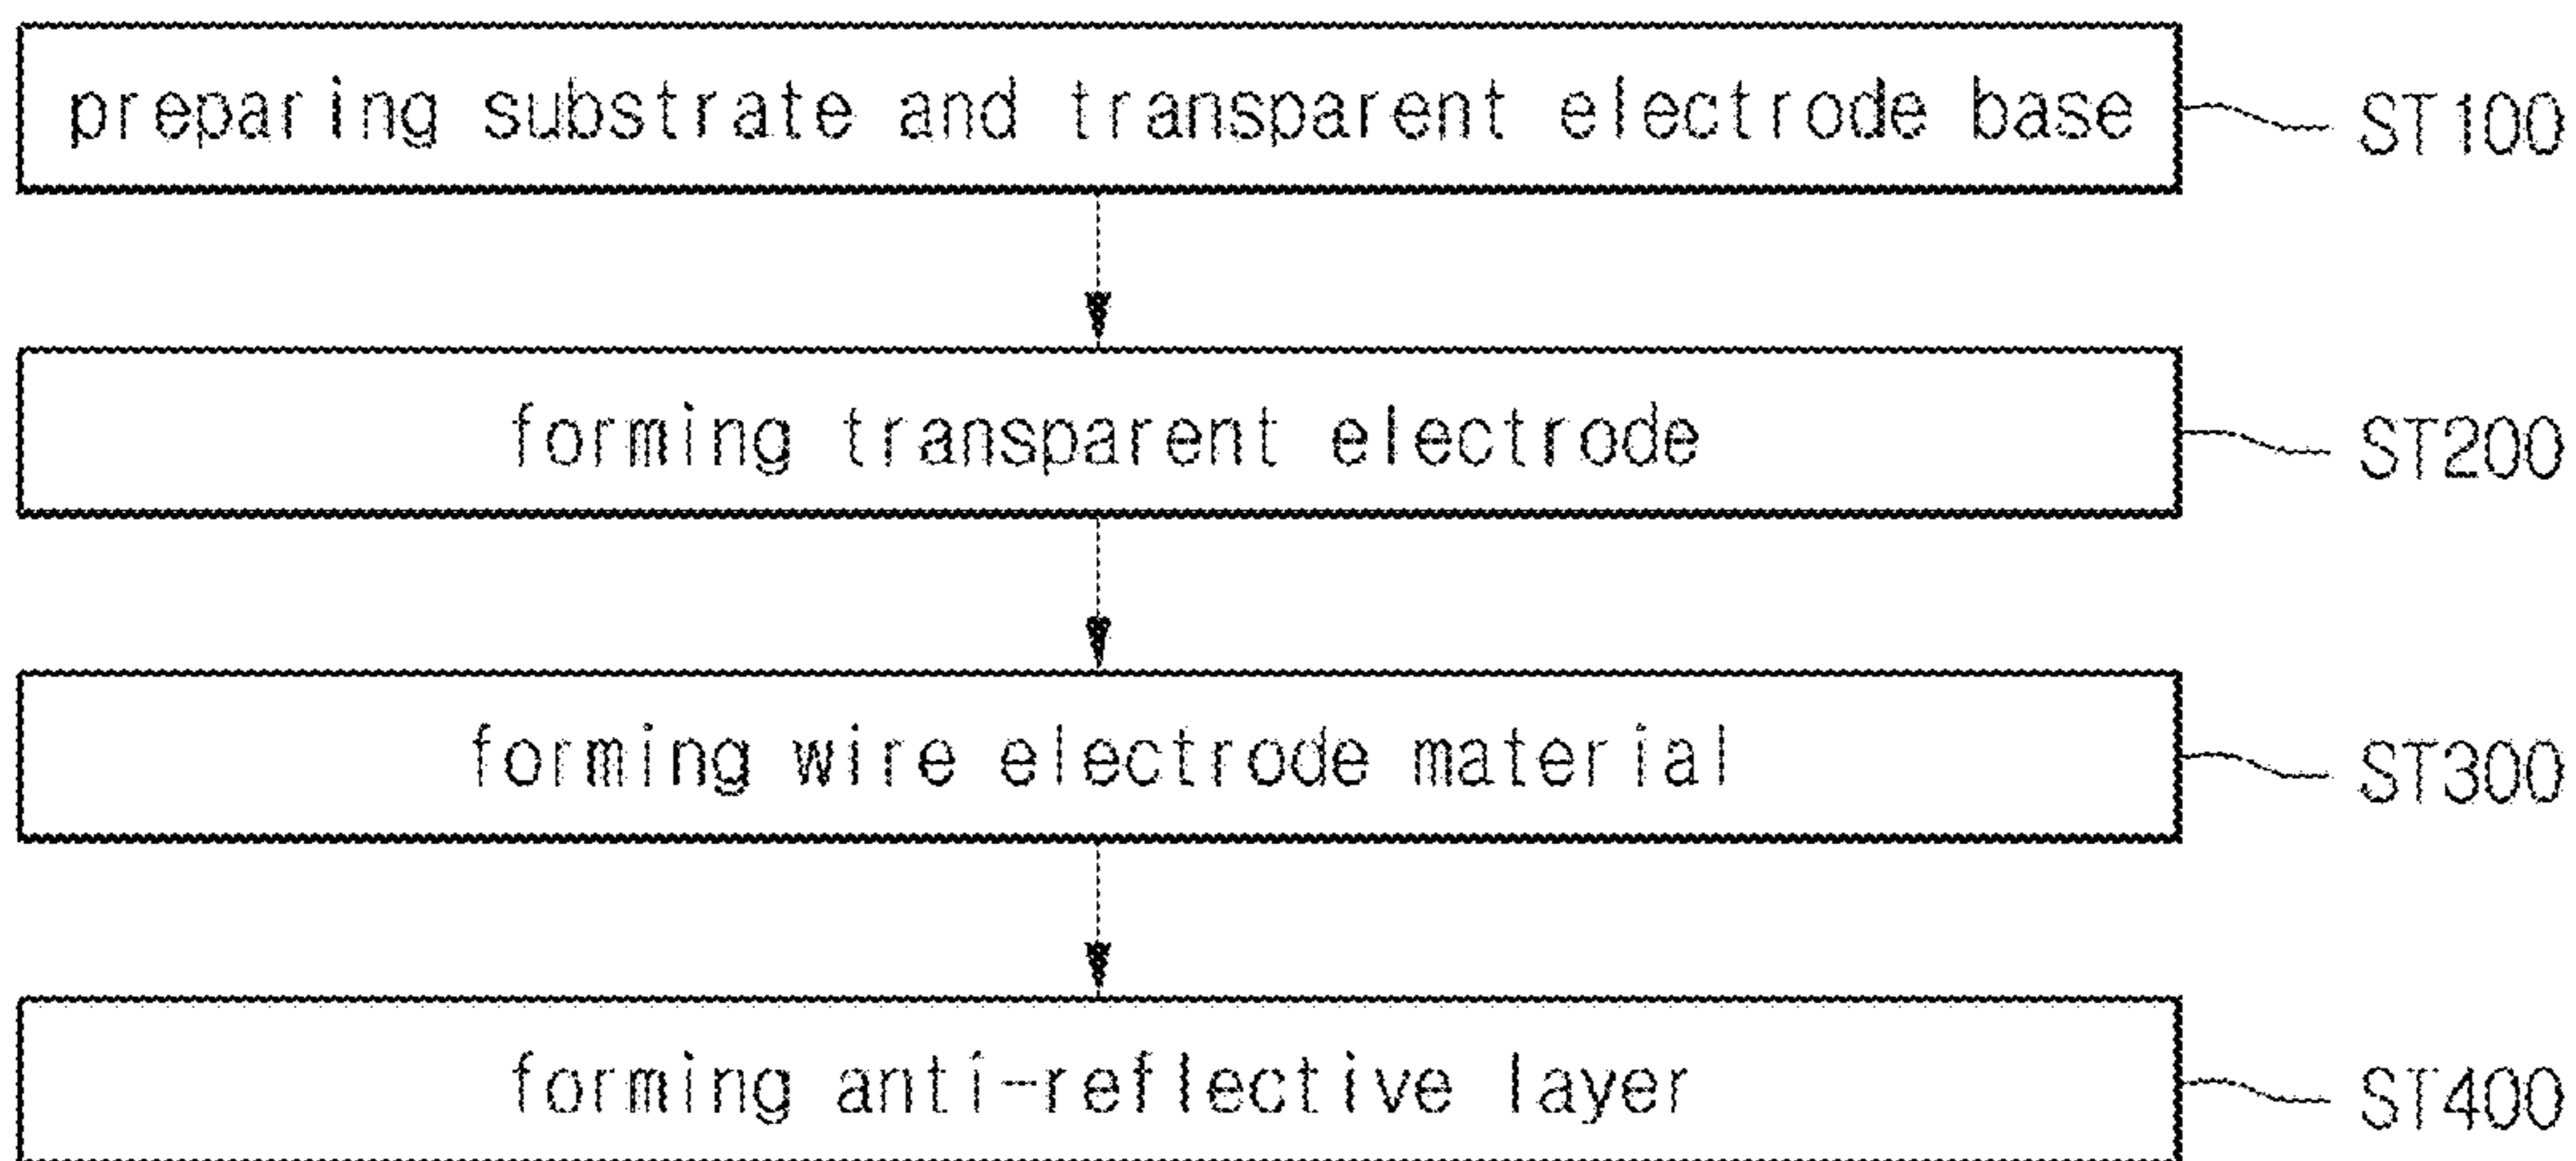 preparing substrate and transparent electrode base ST100
forming transparent electrode ST200
forming wire electrode material ST300
forming anti-reflective layer ST400